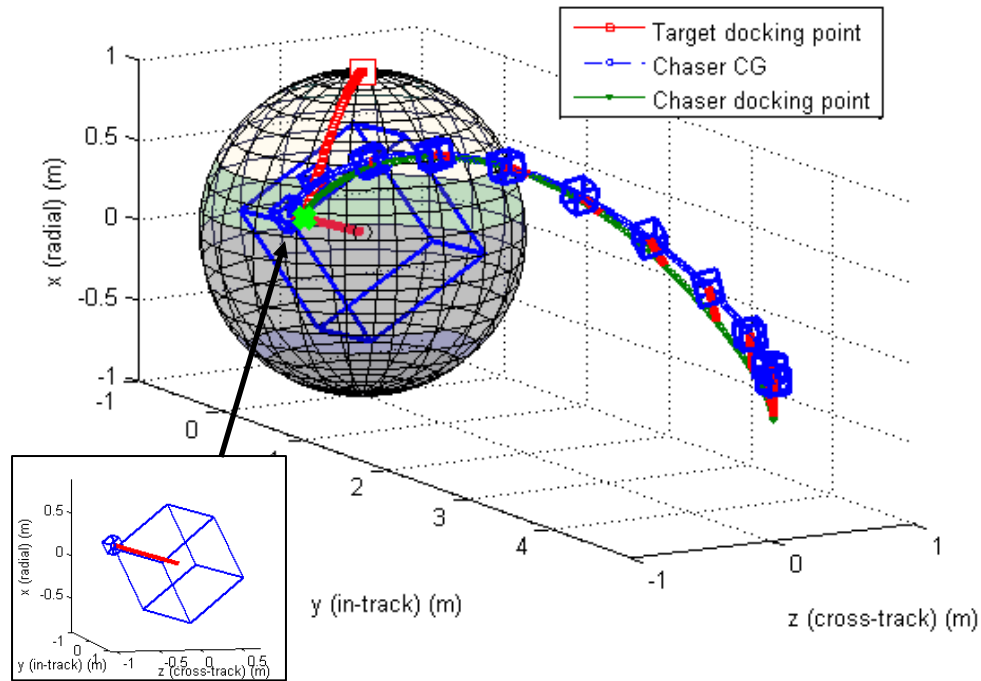 Target docking point
Chaser CG
Chaser docking point
1
0.5
0
-0.5
-1
x (radial) (m)
-1
0
2
3
4
y (in-track) (m)
-1
0
1
z (cross-track) (m)
0.5
0
-0.5
x (radial) (m)
-1
0
1
y (in-track) (m)
-1
-0.5
0
0.5
z (cross-track) (m)